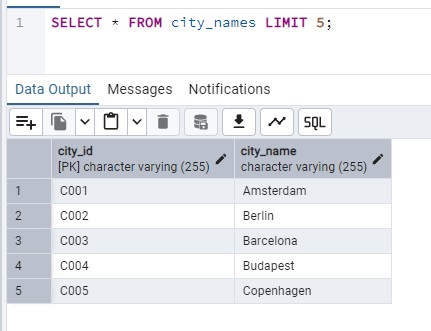 1 SELECT * FROM city_names LIMIT 5;
Data Output Messages Notifications
SQL
city_id city_name
[PK] character varying (255) character varying (255)
1 C001 Amsterdam
2 C002 Berlin
3 C003 Barcelona
4 C004 Budapest
5 C005 Copenhagen